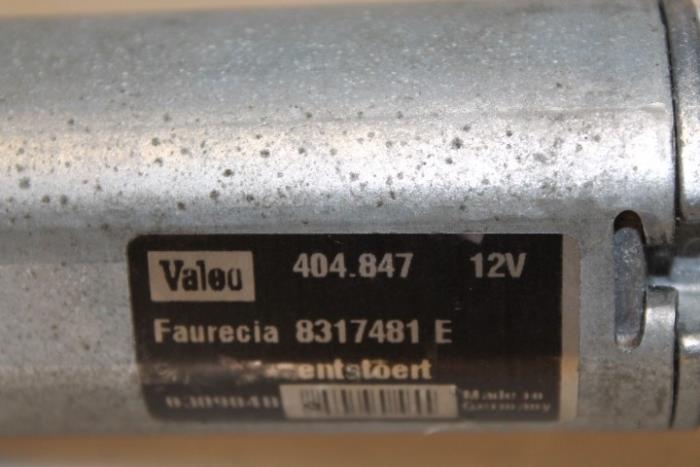 Valeo 404.847 12V
Faurecia 8317481 E
entstoert
Made in
Germany